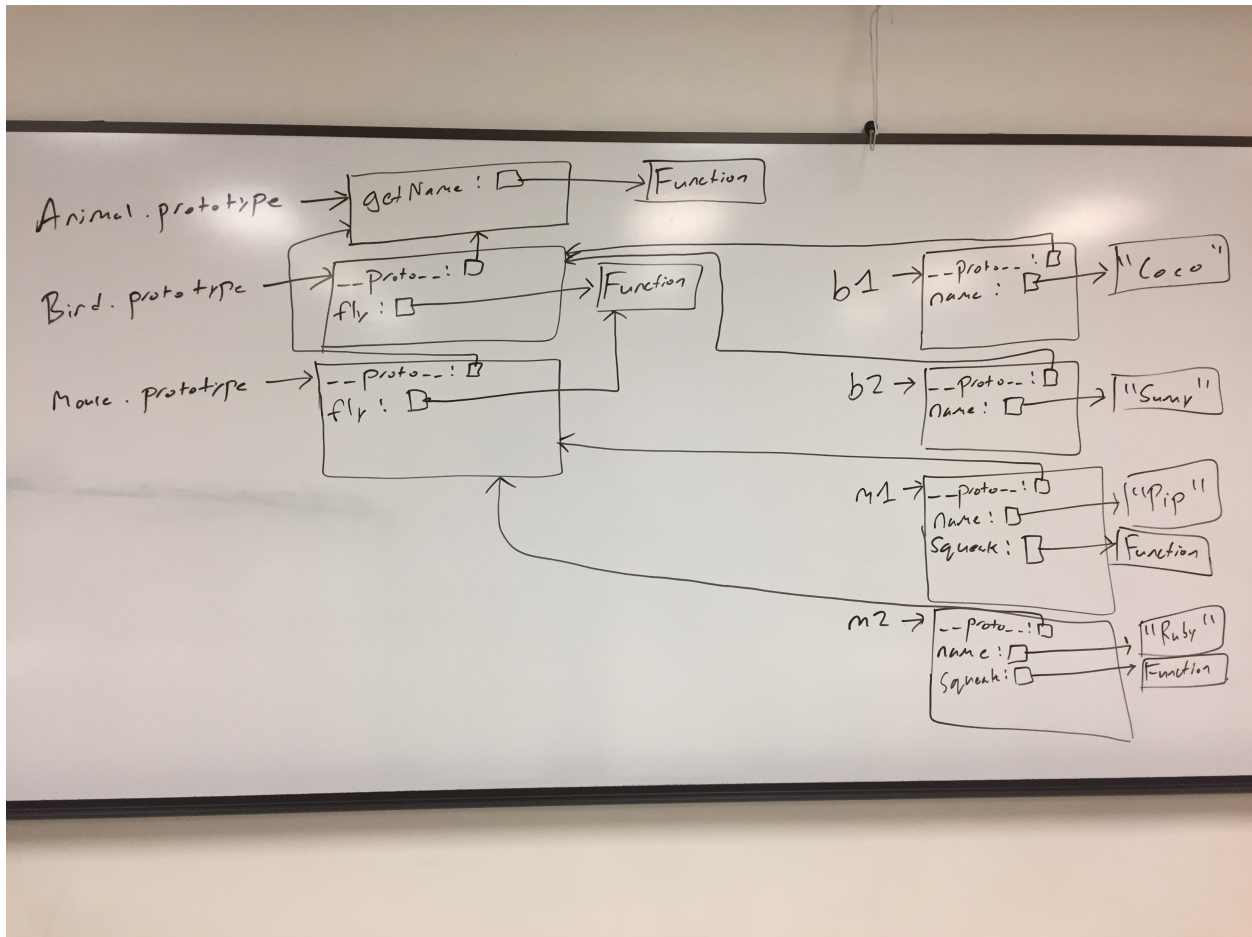 Animal.prototype
getName:
Function
Bird.prototype
__proto__:
fly:
Function
Mouse.prototype
__proto__:
fly:
b1
__proto__:
name:
"Coco"
b2
__proto__:
name:
"Sunny"
m1
__proto__:
name:
"Pip"
Squeak:
Function
m2
__proto__:
name:
"Ruby"
Squeak:
Function